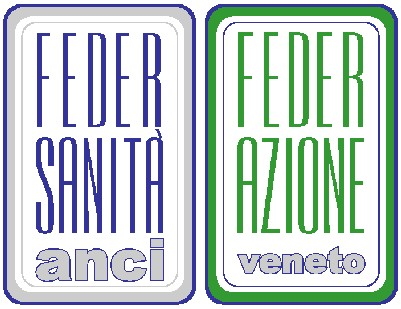 FEDER
SANITÀ
anci
FEDER
AZIONE
veneto